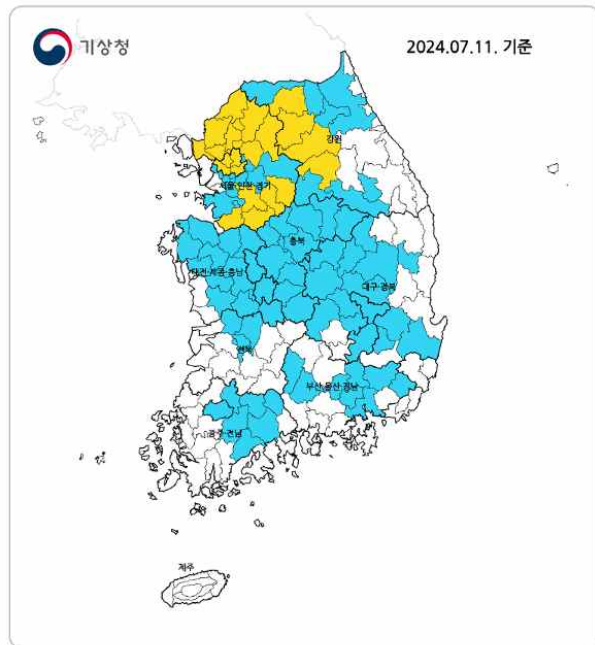 기상청
2024.07.11. 기준
강원
서울·인천·경기
충북
대전·세종·충남
대구·경북
전북
부산·울산·경남
광주·전남
제주